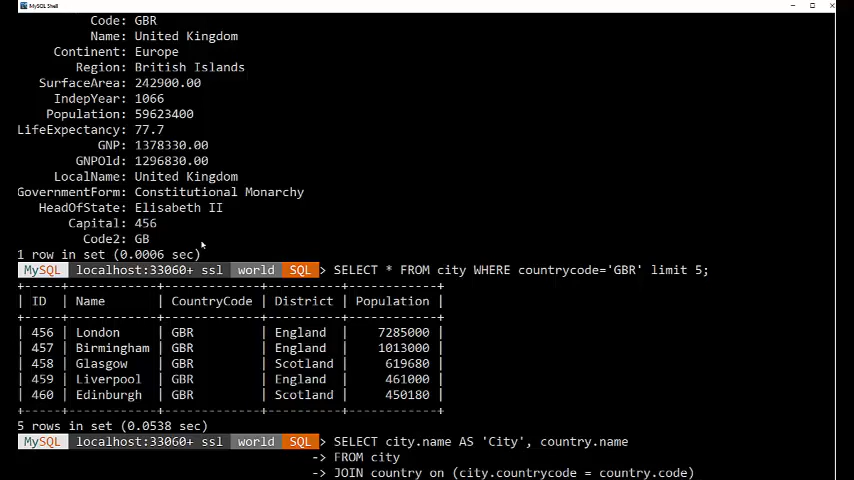 MySQL Shell
Code: GBR
Name: United Kingdom
Continent: Europe
Region: British Islands
SurfaceArea: 242900.00
IndepYear: 1066
Population: 59623400
LifeExpectancy: 77.7
GNP: 1378330.00
GNPOld: 1296830.00
LocalName: United Kingdom
GovernmentForm: Constitutional Monarchy
HeadOfState: Elisabeth II
Capital: 456
Code2: GB
1 row in set (0.0006 sec)
MySQL localhost:33060+ ssl world SQL > SELECT * FROM city WHERE countrycode='GBR' limit 5;
+-----+------------+-------------+----------+------------+
| ID | Name | CountryCode | District | Population |
+-----+------------+-------------+----------+------------+
| 456 | London | GBR | England | 7285000 |
| 457 | Birmingham | GBR | England | 1013000 |
| 458 | Glasgow | GBR | Scotland | 619680 |
| 459 | Liverpool | GBR | England | 461000 |
| 460 | Edinburgh | GBR | Scotland | 450180 |
+-----+------------+-------------+----------+------------+
5 rows in set (0.0538 sec)
MySQL localhost:33060+ ssl world SQL > SELECT city.name AS 'City', country.name
-> FROM city
-> JOIN country on (city.countrycode = country.code)